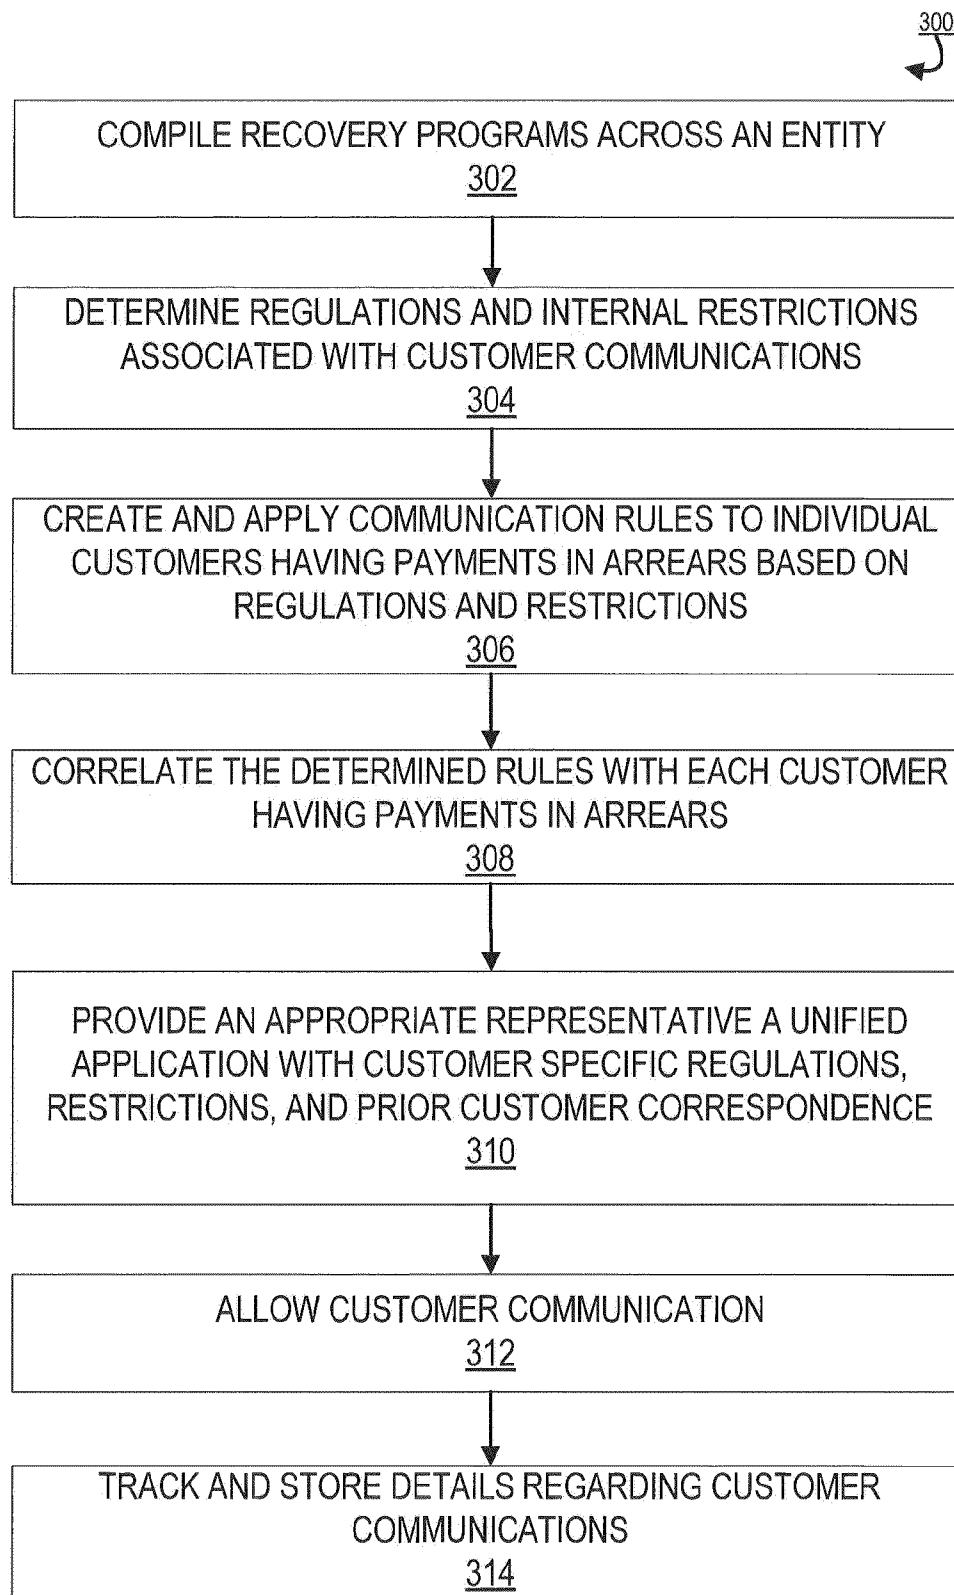 300
COMPILE RECOVERY PROGRAMS ACROSS AN ENTITY
302
DETERMINE REGULATIONS AND INTERNAL RESTRICTIONS
ASSOCIATED WITH CUSTOMER COMMUNICATIONS
304
CREATE AND APPLY COMMUNICATION RULES TO INDIVIDUAL
CUSTOMERS HAVING PAYMENTS IN ARREARS BASED ON
REGULATIONS AND RESTRICTIONS
306
CORRELATE THE DETERMINED RULES WITH EACH CUSTOMER
HAVING PAYMENTS IN ARREARS
308
PROVIDE AN APPROPRIATE REPRESENTATIVE A UNIFIED
APPLICATION WITH CUSTOMER SPECIFIC REGULATIONS,
RESTRICTIONS, AND PRIOR CUSTOMER CORRESPONDENCE
310
ALLOW CUSTOMER COMMUNICATION
312
TRACK AND STORE DETAILS REGARDING CUSTOMER
COMMUNICATIONS
314